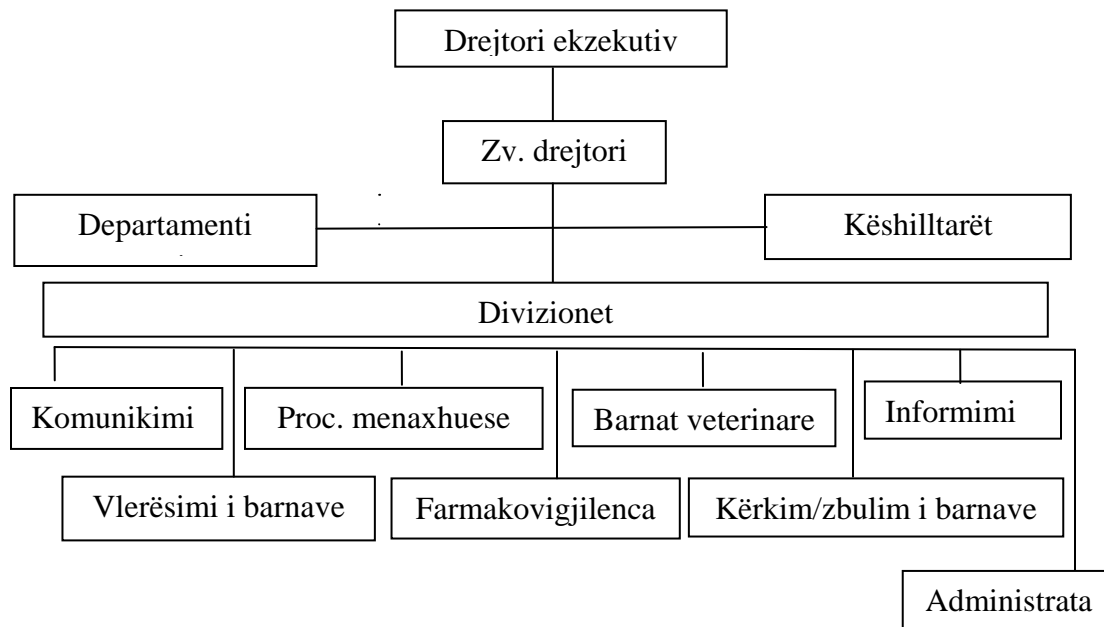 Drejtori ekzekutiv
Zv. drejtori
Departamenti
Këshilltarët
Divizionet
Komunikimi
Proc. menaxhuese
Barnat veterinare
Informimi
Vlerësimi i barnave
Farmakovigjilenca
Kërkim/zbulim i barnave
Administrata